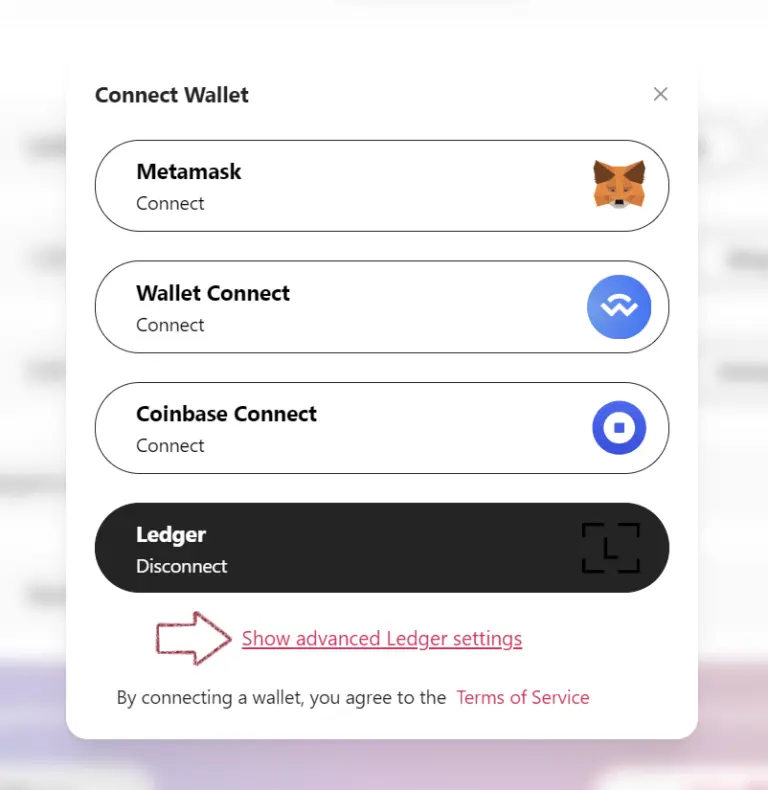 Connect Wallet
Metamask
Connect
Wallet Connect
Connect
Coinbase Connect
Connect
Ledger
Disconnect
Show advanced Ledger settings
By connecting a wallet, you agree to the Terms of Service